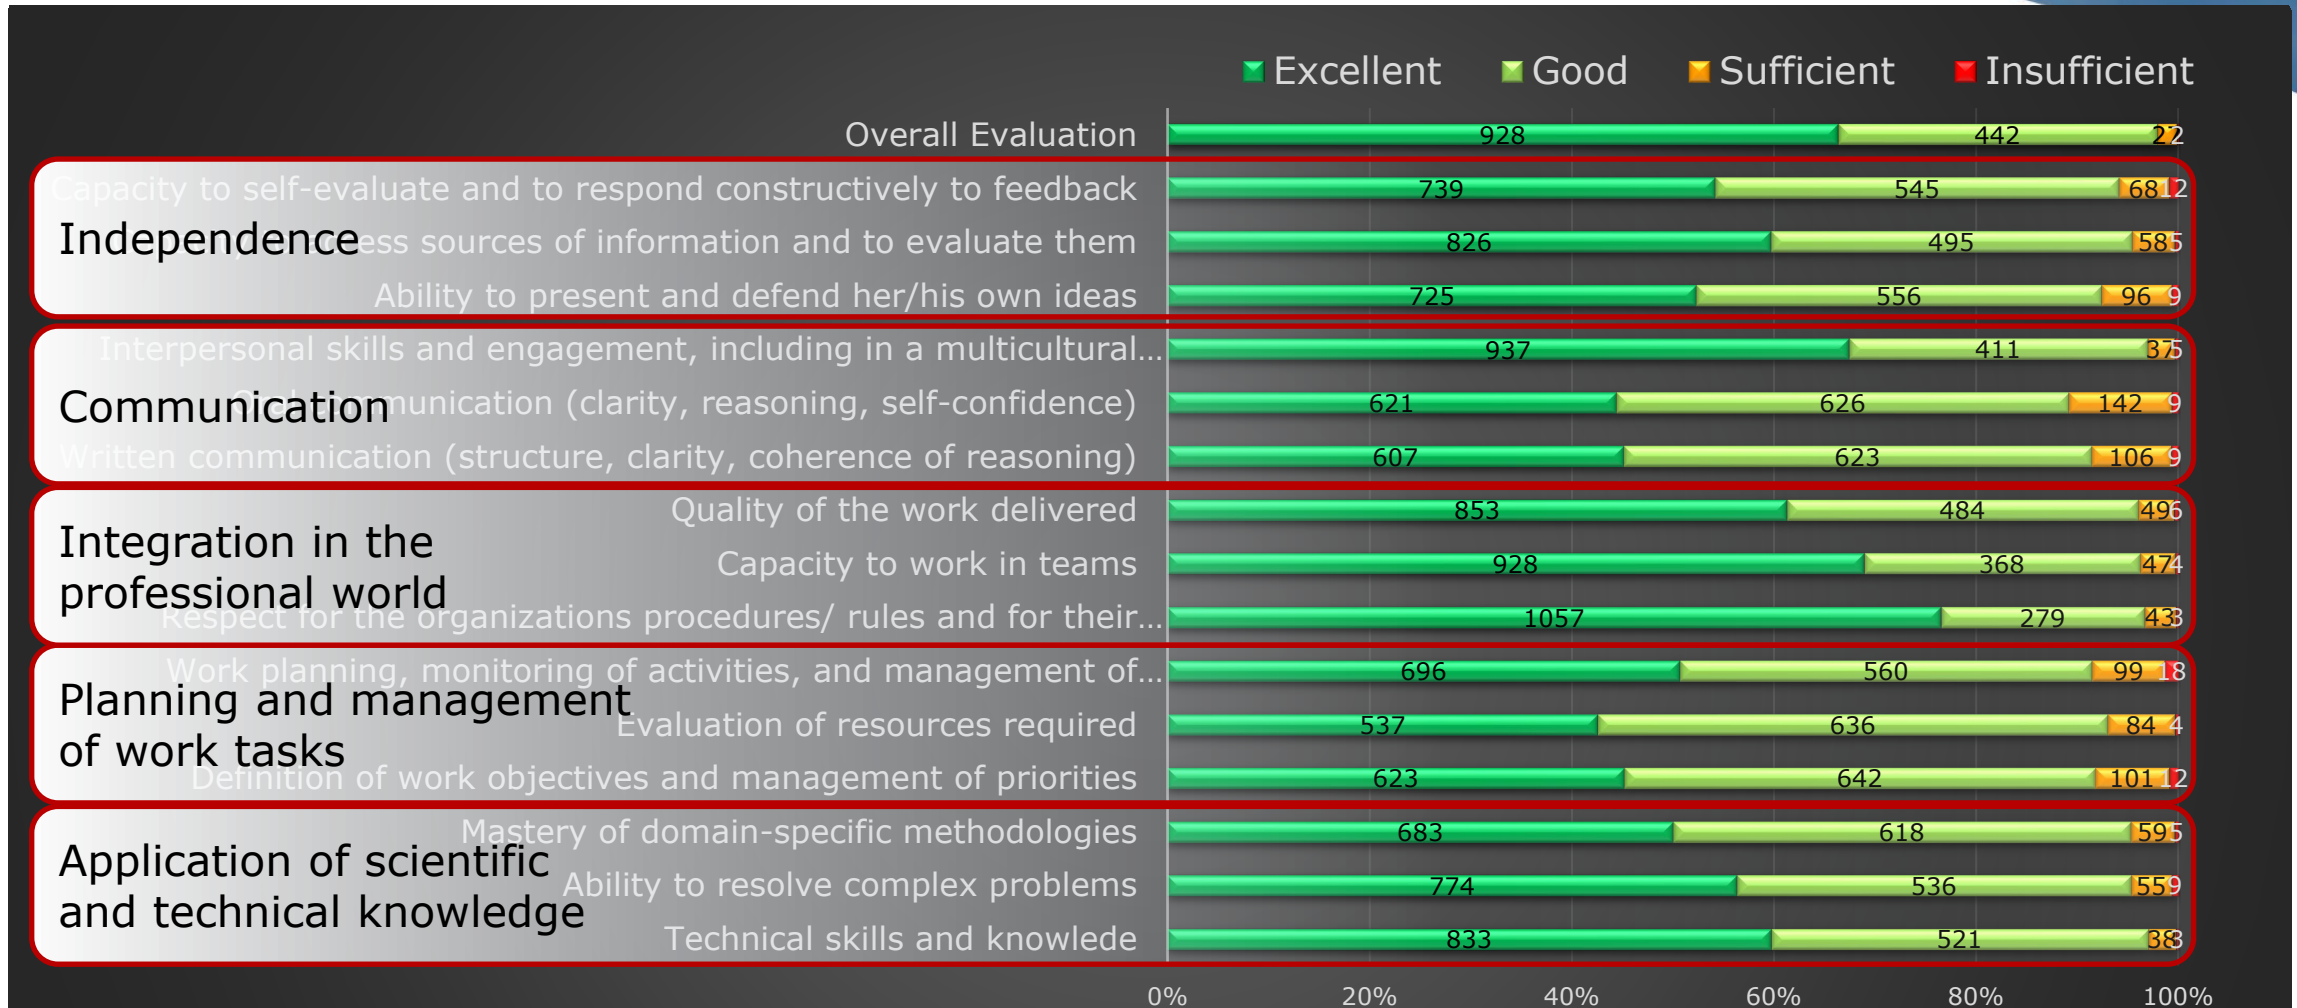 Excellent Good Sufficient Insufficient
Overall Evaluation 928 442 27 2
Capacity to self-evaluate and to respond constructively to feedback 739 545 68 12
Independence
access sources of information and to evaluate them 826 495 58 5
Ability to present and defend her/his own ideas 725 556 96 9
Interpersonal skills and engagement, including in a multicultural… 937 411 37 5
Communication
communication (clarity, reasoning, self-confidence) 621 626 142 9
Written communication (structure, clarity, coherence of reasoning) 607 623 106 9
Quality of the work delivered 853 484 49 6
Integration in the
professional world
Capacity to work in teams 928 368 47 4
Respect for the organizations procedures/ rules and for their… 1057 279 43 3
Work planning, monitoring of activities, and management of… 696 560 99 18
Planning and management
of work tasks
Evaluation of resources required 537 636 84 4
Definition of work objectives and management of priorities 623 642 101 12
Mastery of domain-specific methodologies 683 618 59 5
Application of scientific
and technical knowledge
Ability to resolve complex problems 774 536 55 9
Technical skills and knowlede 833 521 38 3
0% 20% 40% 60% 80% 100%